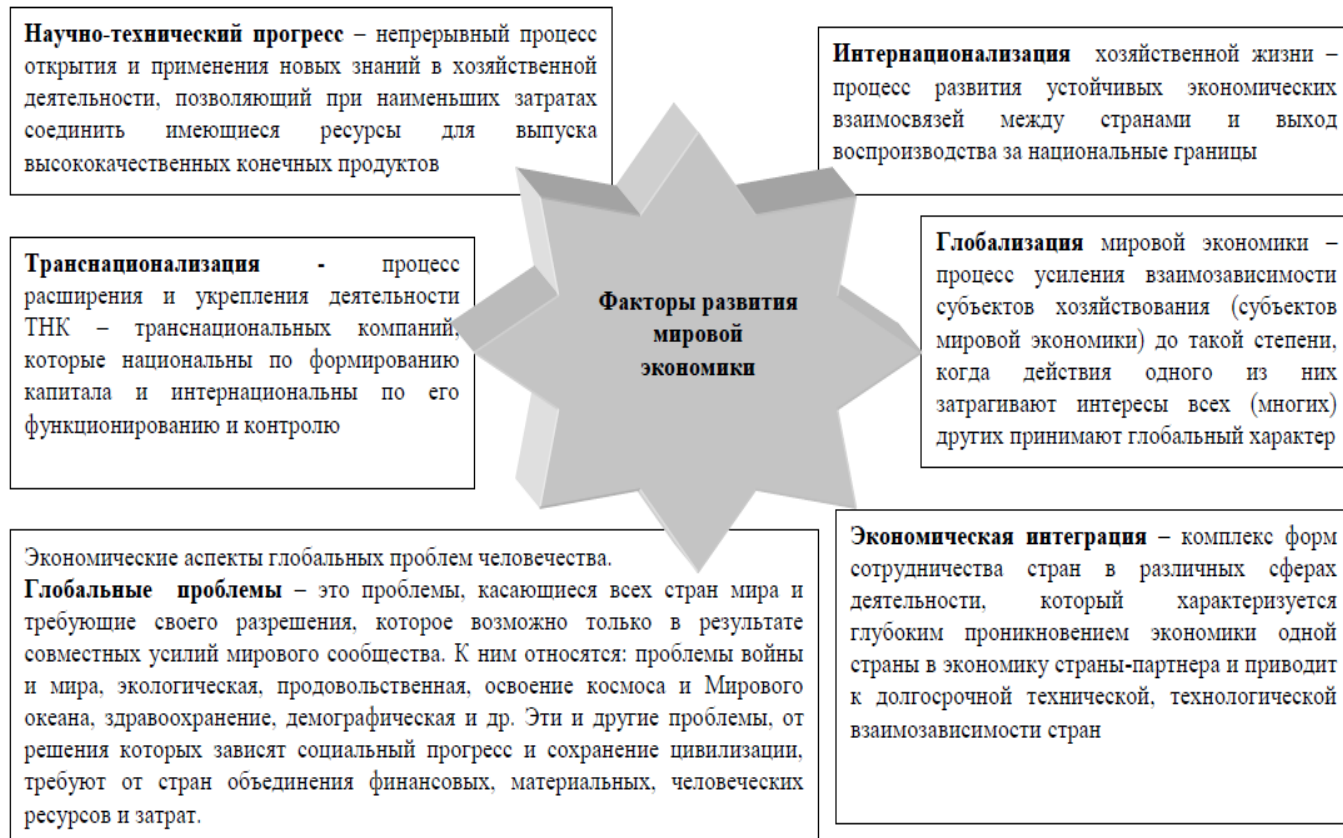 Научно-технический прогресс – непрерывный процесс
открытия и применения новых знаний в хозяйственной
деятельности, позволяющий при наименьших затратах
соединить имеющиеся ресурсы для выпуска
высококачественных конечных продуктов
Интернационализация хозяйственной жизни –
процесс развития устойчивых экономических
взаимосвязей между странами и выход
воспроизводства за национальные границы
Транснационализация - процесс
расширения и укрепления деятельности
ТНК – транснациональных компаний,
которые национальны по формированию
капитала и интернациональны по его
функционированию и контролю
Факторы развития
мировой
экономики
Глобализация мировой экономики –
процесс усиления взаимозависимости
субъектов хозяйствования (субъектов
мировой экономики) до такой степени,
когда действия одного из них
затрагивают интересы всех (многих)
других принимают глобальный характер
Экономические аспекты глобальных проблем человечества.
Глобальные проблемы – это проблемы, касающиеся всех стран мира и
требующие своего разрешения, которое возможно только в результате
совместных усилий мирового сообщества. К ним относятся: проблемы войны
и мира, экологическая, продовольственная, освоение космоса и Мирового
океана, здравоохранение, демографическая и др. Эти и другие проблемы, от
решения которых зависят социальный прогресс и сохранение цивилизации,
требуют от стран объединения финансовых, материальных, человеческих
ресурсов и затрат.
Экономическая интеграция – комплекс форм
сотрудничества стран в различных сферах
деятельности, который характеризуется
глубоким проникновением экономики одной
страны в экономику страны-партнера и приводит
к долгосрочной технической, технологической
взаимозависимости стран